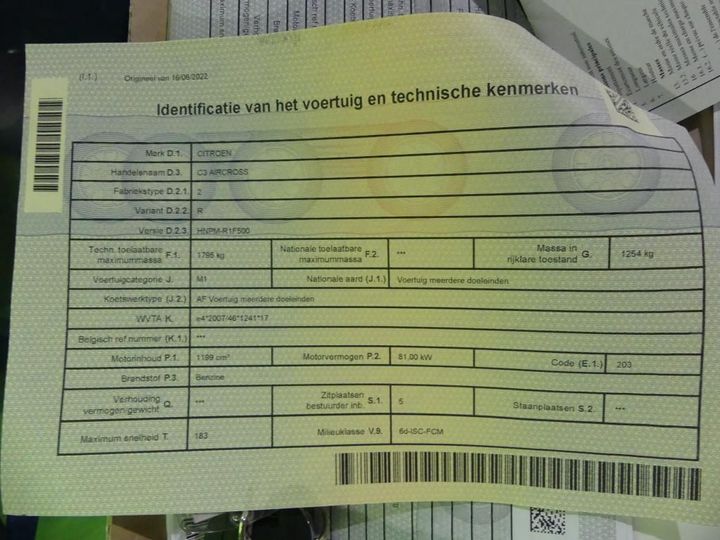 (I.1.) Origineel van 16/06/2022
Identificatie van het voertuig en technische kenmerken
Merk D.1. CITROEN
Handelsnaam D.3. C3 AIRCROSS
Fabriekstype D.2.1. 2
Variant D.2.2. R
Versie D.2.3. HNPM-R1F500
Techn. toelaatbare maximummassa F.1. 1795 kg Nationale toelaatbare maximummassa F.2. *** Massa in rijklare toestand G. 1254 kg
Voertuigcategorie J. M1 Nationale aard (J.1.) Voertuig meerdere doeleinden
Koetswerktype (J.2.) AF Voertuig meerdere doeleinden
WVTA K. e4*2007/46*1241*17
Belgisch ref.nummer (K.1.) ***
Motorinhoud P.1. 1199 cm³ Motorvermogen P.2. 81,00 kW Code (E.1.) 203
Brandstof P.3. Benzine
Verhouding vermogen/gewicht Q. *** Zitplaatsen bestuurder inb. S.1. 5 Staanplaatsen S.2. ***
Maximum snelheid T. 183 Milieuklasse V.9. 6d-ISC-FCM